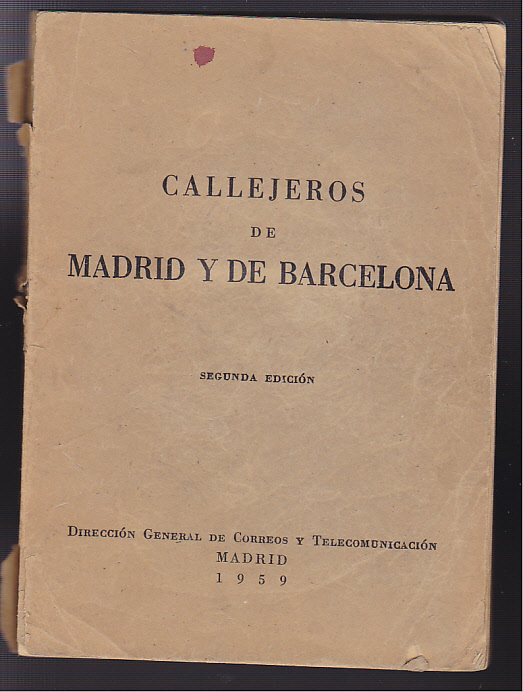 CALLEJEROS
DE
MADRID Y DE BARCELONA
SEGUNDA EDICIÓN
DIRECCIÓN GENERAL DE CORREOS Y TELECOMUNICACIÓN
MADRID
1959